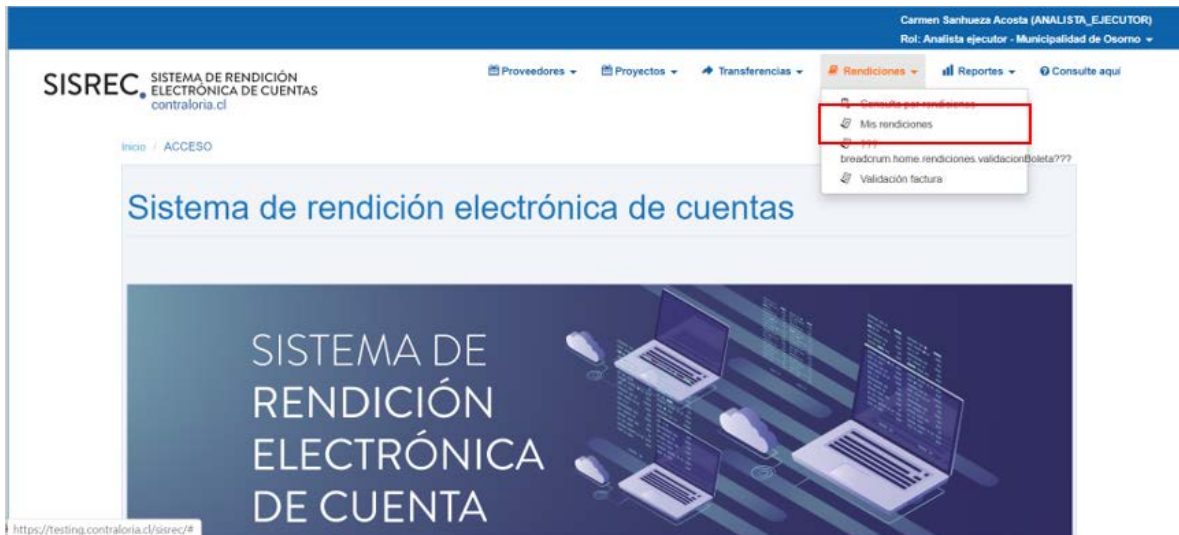 Carmen Sanhueza Acosta (ANALISTA_EJECUTOR)
Rol: Analista ejecutor - Municipalidad de Osorno
SISREC. SISTEMA DE RENDICIÓN
ELECTRÓNICA DE CUENTAS
contraloria.cl
Proveedores Proyectos Transferencias Rendiciones Reportes Consulte aquí
Consulta por rendiciones
Mis rendiciones
???
breadcrum.home.rendiciones.validacionBoleta???
Validación factura
Inicio / ACCESO
Sistema de rendición electrónica de cuentas
SISTEMA DE
RENDICIÓN
ELECTRÓNICA
DE CUENTA
https://testing.contraloria.cl/sisrec/#